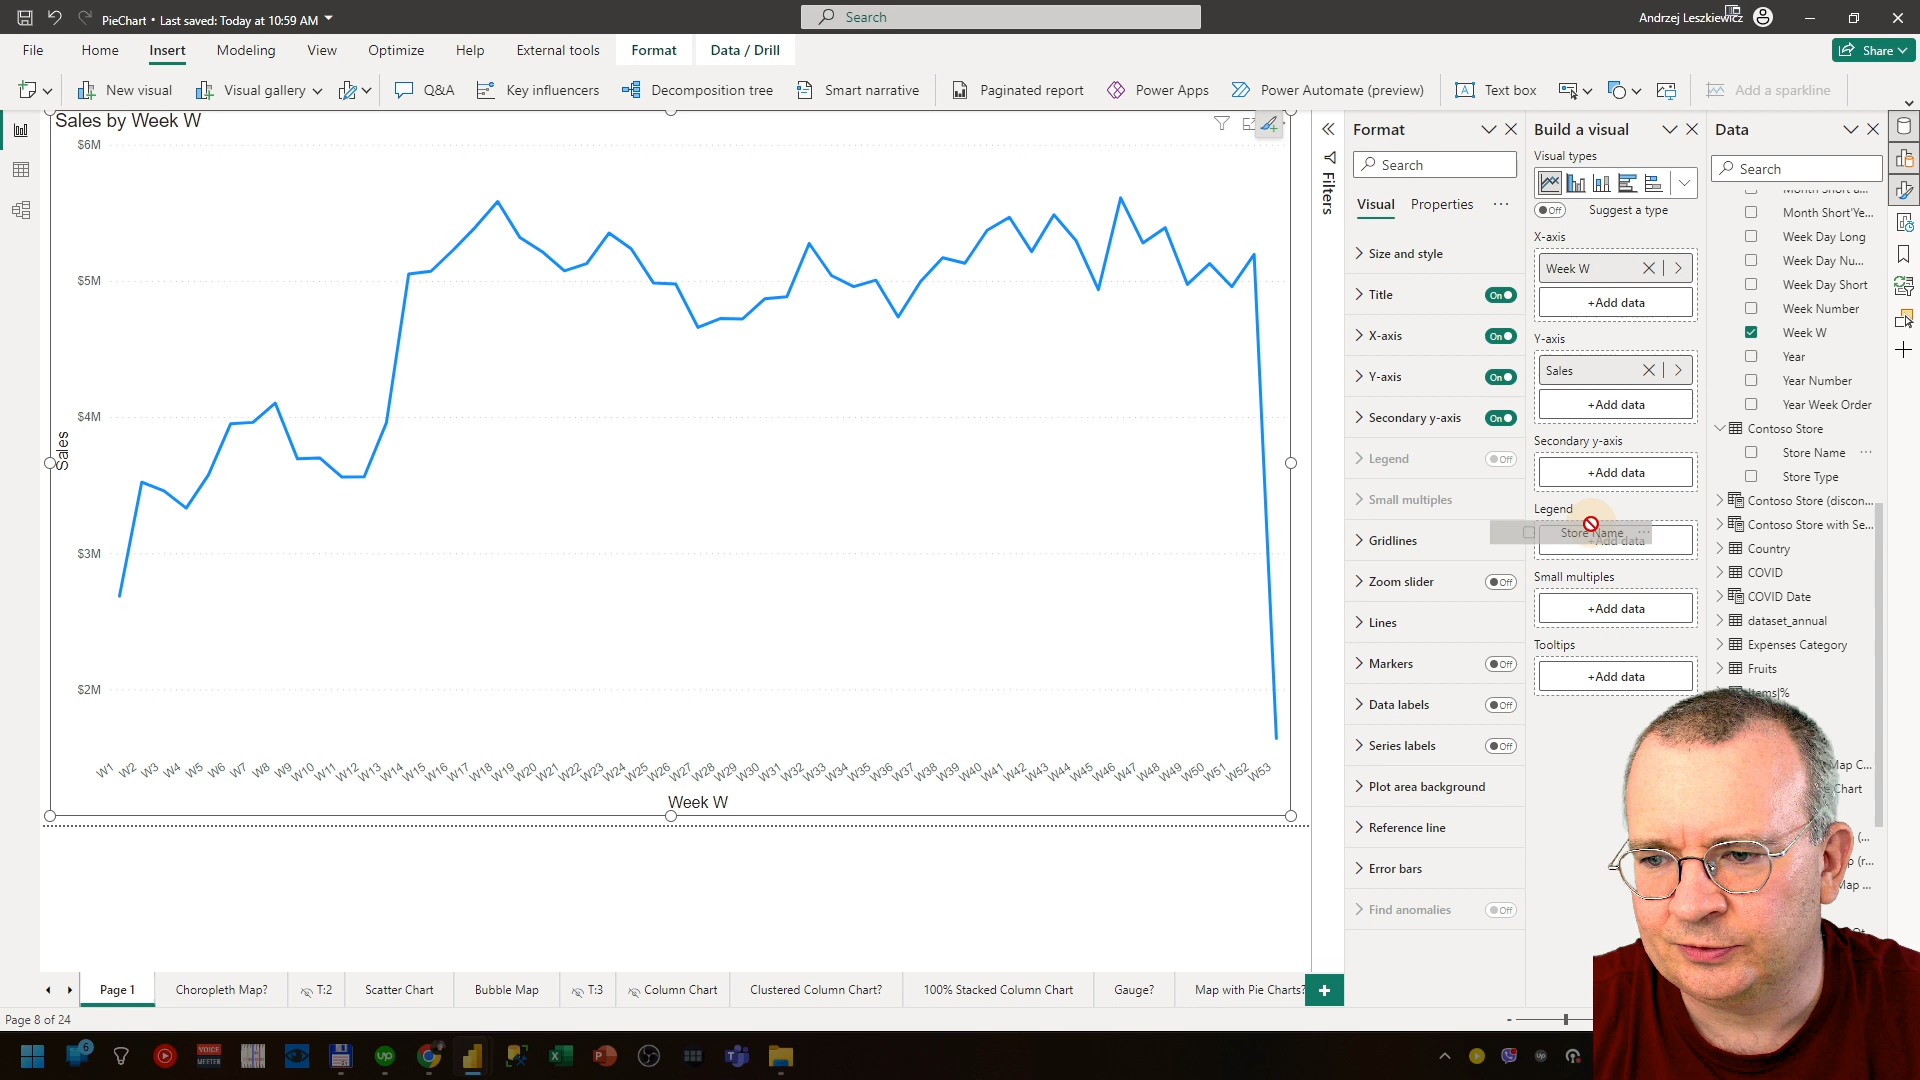 PieChart • Last saved: Today at 10:59 AM
Search
Andrzej Leszkiewicz
File
Home
Insert
Modeling
View
Optimize
Help
External tools
Format
Data / Drill
Share
New visual
Visual gallery
Q&A
Key influencers
Decomposition tree
Smart narrative
Paginated report
Power Apps
Power Automate (preview)
Text box
Add a sparkline
Sales by Week W
$6M
$5M
$4M
$3M
$2M
Sales
W1 W2 W3 W4 W5 W6 W7 W8 W9 W10 W11 W12 W13 W14 W15 W16 W17 W18 W19 W20 W21 W22 W23 W24 W25 W26 W27 W28 W29 W30 W31 W32 W33 W34 W35 W36 W37 W38 W39 W40 W41 W42 W43 W44 W45 W46 W47 W48 W49 W50 W51 W52 W53
Week W
Filters
Format
Search
Visual
Properties
Size and style
Title
On
X-axis
On
Y-axis
On
Secondary y-axis
On
Legend
Off
Small multiples
Gridlines
Zoom slider
Off
Lines
Markers
Off
Data labels
Off
Series labels
Off
Plot area background
Reference line
Error bars
Find anomalies
Off
Build a visual
Visual types
Off
Suggest a type
X-axis
Week W
+Add data
Y-axis
Sales
+Add data
Secondary y-axis
+Add data
Legend
Store Name
+Add data
Small multiples
+Add data
Tooltips
+Add data
Data
Search
Month Short'Ye...
Week Day Long
Week Day Nu...
Week Day Short
Week Number
Week W
Year
Year Number
Year Week Order
Contoso Store
Store Name
Store Type
Contoso Store (discon...
Contoso Store with Se...
Country
COVID
COVID Date
dataset_annual
Expenses Category
Fruits
Items|%
Map C...
Chart
Map ...
Page 1
Choropleth Map?
T:2
Scatter Chart
Bubble Map
T:3
Column Chart
Clustered Column Chart?
100% Stacked Column Chart
Gauge?
Map with Pie Charts?
Page 8 of 24
6
VOICE
MEETER
up